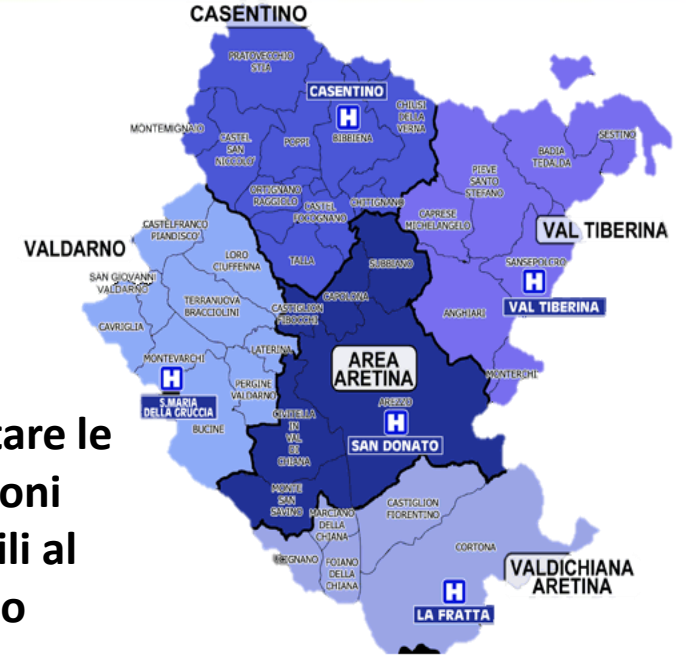 CASENTINO
PRATOVECCHIO
STIA
CASENTINO
H
BIBBIENA
CHIUSI
DELLA
VERNA
MONTEMIGNAIO
CASTEL
SAN
NICCOLO'
POPPI
ORTIGNANO
RAGGIOLO
CASTEL
FOCOGNANO
CHITIGNANO
TALLA
SESTINO
BADIA
TEDALDA
PIEVE
SANTO
STEFANO
CAPRESE
MICHELANGELO
VAL TIBERINA
SANSEPOLCRO
H
VAL TIBERINA
ANGHIARI
MONTERCHI
VALDARNO
CASTELFRANCO
PIANDISCO'
LORO
CIUFFENNA
SAN GIOVANNI
VALDARNO
TERRANUOVA
BRACCIOLINI
CAVRIGLIA
MONTEVARCHI
LATERINA
H
S.MARIA
DELLA GRUCCIA
PERGINE
VALDARNO
BUCINE
SUBBIANO
CAPOLONA
CASTIGLION
FIBOCCHI
AREA
ARETINA
AREZZO
H
SAN DONATO
CIVITELLA
IN
VAL
DI
CHIANA
MONTE
SAN
SAVINO
MARCIANO
DELLA
CHIANA
CASTIGLION
FIORENTINO
FOIANO
DELLA
CHIANA
CORTONA
VALDICHIANA
ARETINA
H
LA FRATTA
tare le
oni
ili al
o